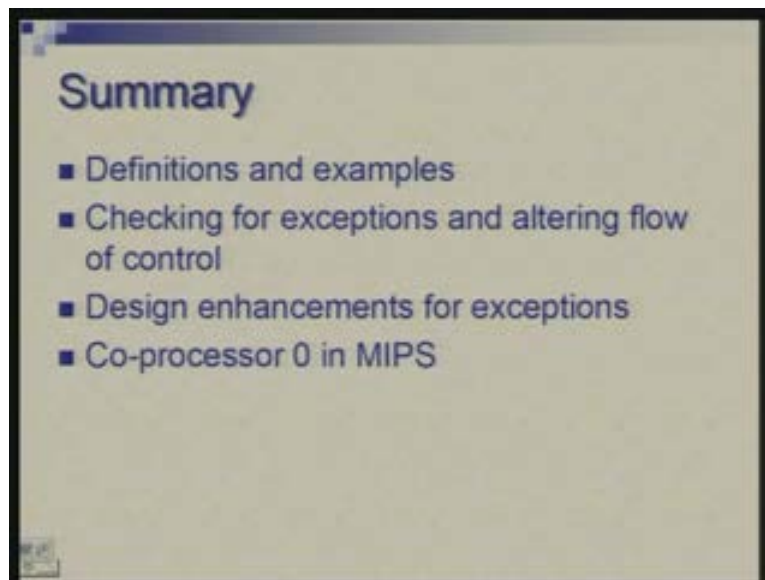 Summary
Definitions and examples
Checking for exceptions and altering flow
of control
Design enhancements for exceptions
Co-processor 0 in MIPS